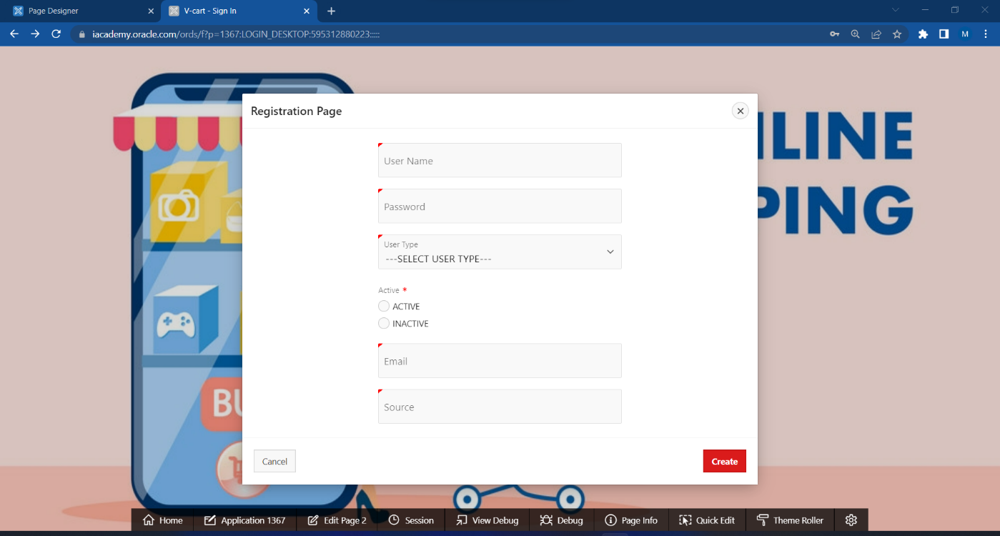 Page Designer
V-cart - Sign In
iacademy.oracle.com/ords/f?p=1367:LOGIN_DESKTOP:595312880223:::::
M
Registration Page
LINE
PING
User Name
Password
User Type
---SELECT USER TYPE---
Active *
ACTIVE
INACTIVE
Email
BU
Source
Cancel
Create
Home
Application 1367
Edit Page 2
Session
View Debug
Debug
Page Info
Quick Edit
Theme Roller